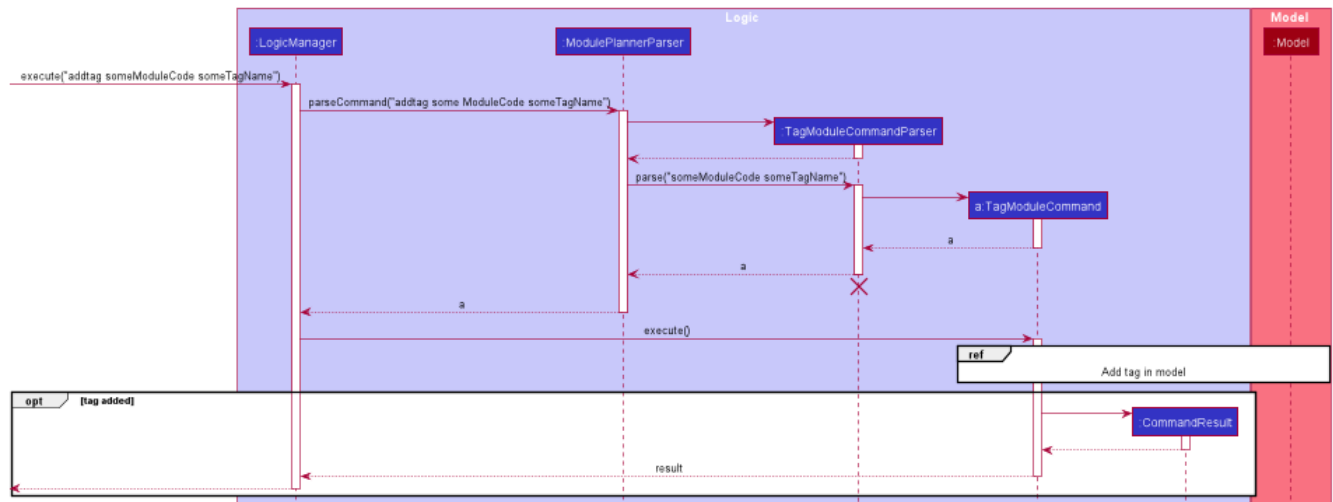 Logic
Model
:LogicManager
:ModulePlannerParser
:Model
execute("addtag someModuleCode someTagName")
parseCommand("addtag some ModuleCode someTagName")
:TagModuleCommandParser
parse("someModuleCode someTagName")
a:TagModuleCommand
a
a
a
execute()
ref
Add tag in model
opt
[tag added]
:CommandResult
result